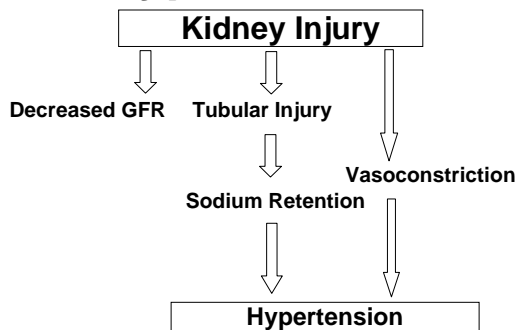 Kidney Injury
Decreased GFR
Tubular Injury
Vasoconstriction
Sodium Retention
Hypertension